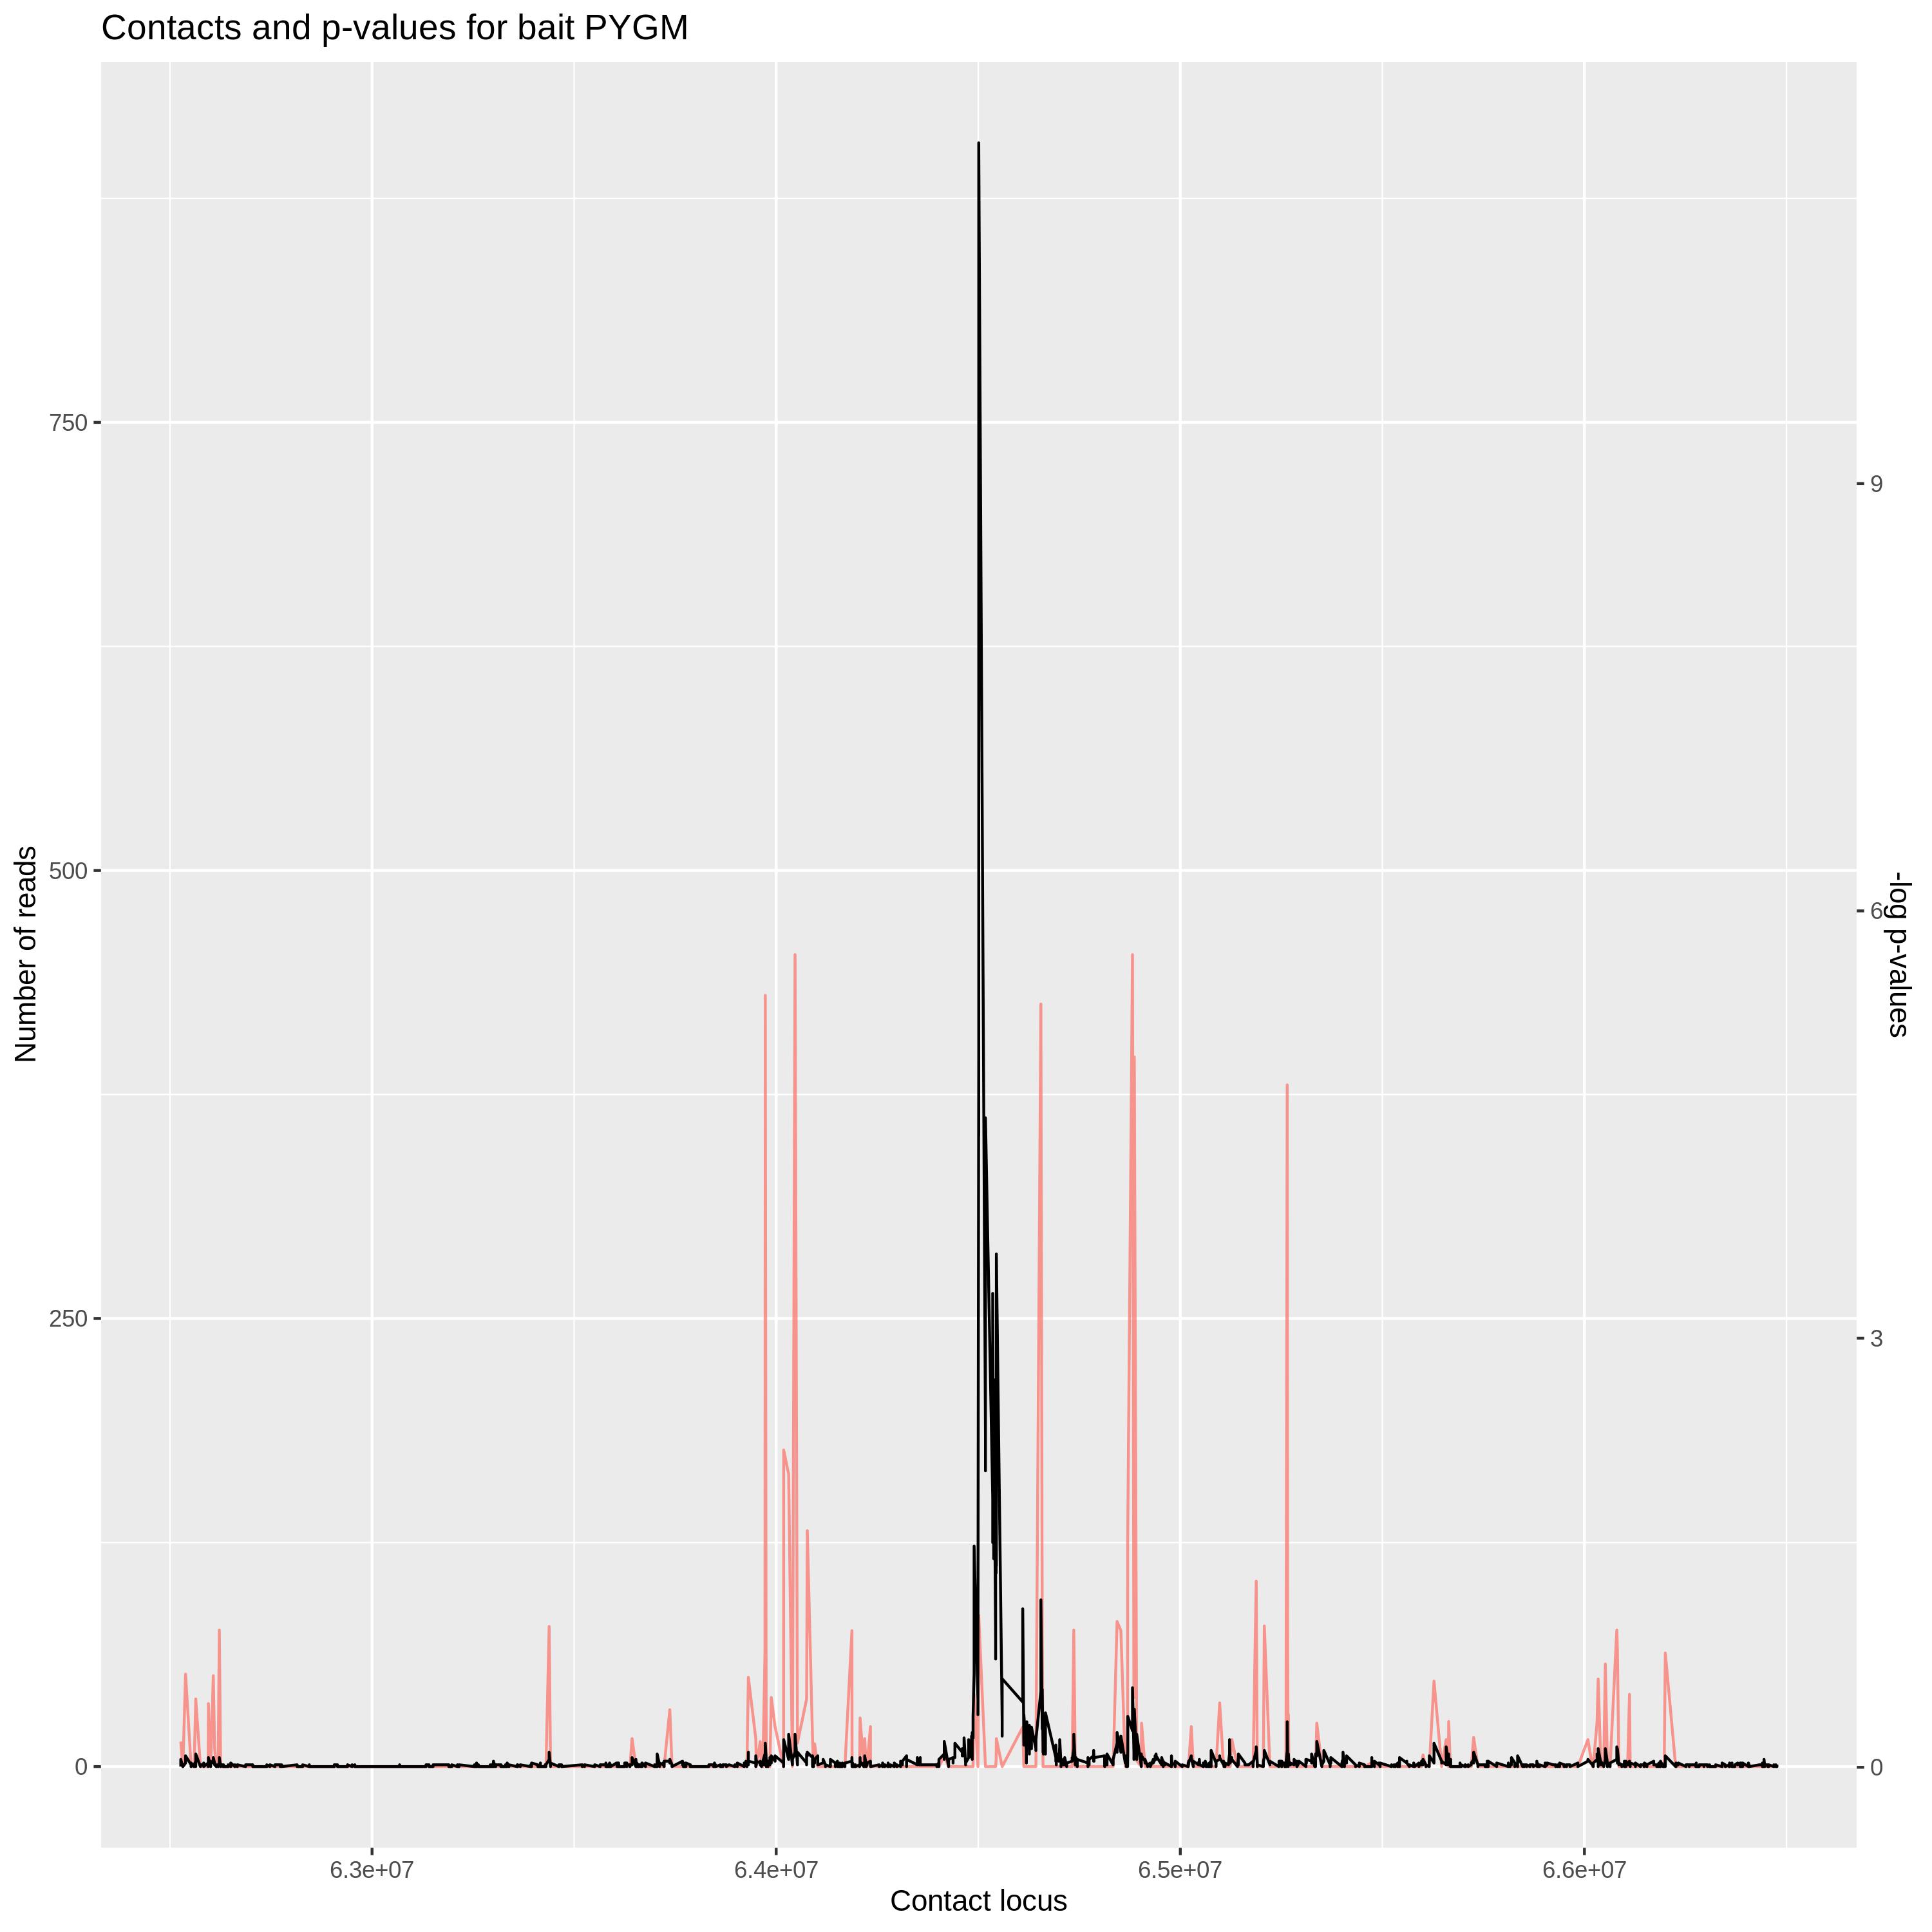 Contacts and p-values for bait PYGM
750
500
250
0
Number of reads
9
6
3
0
-log p-values
6.3e+07
6.4e+07
6.5e+07
6.6e+07
Contact locus